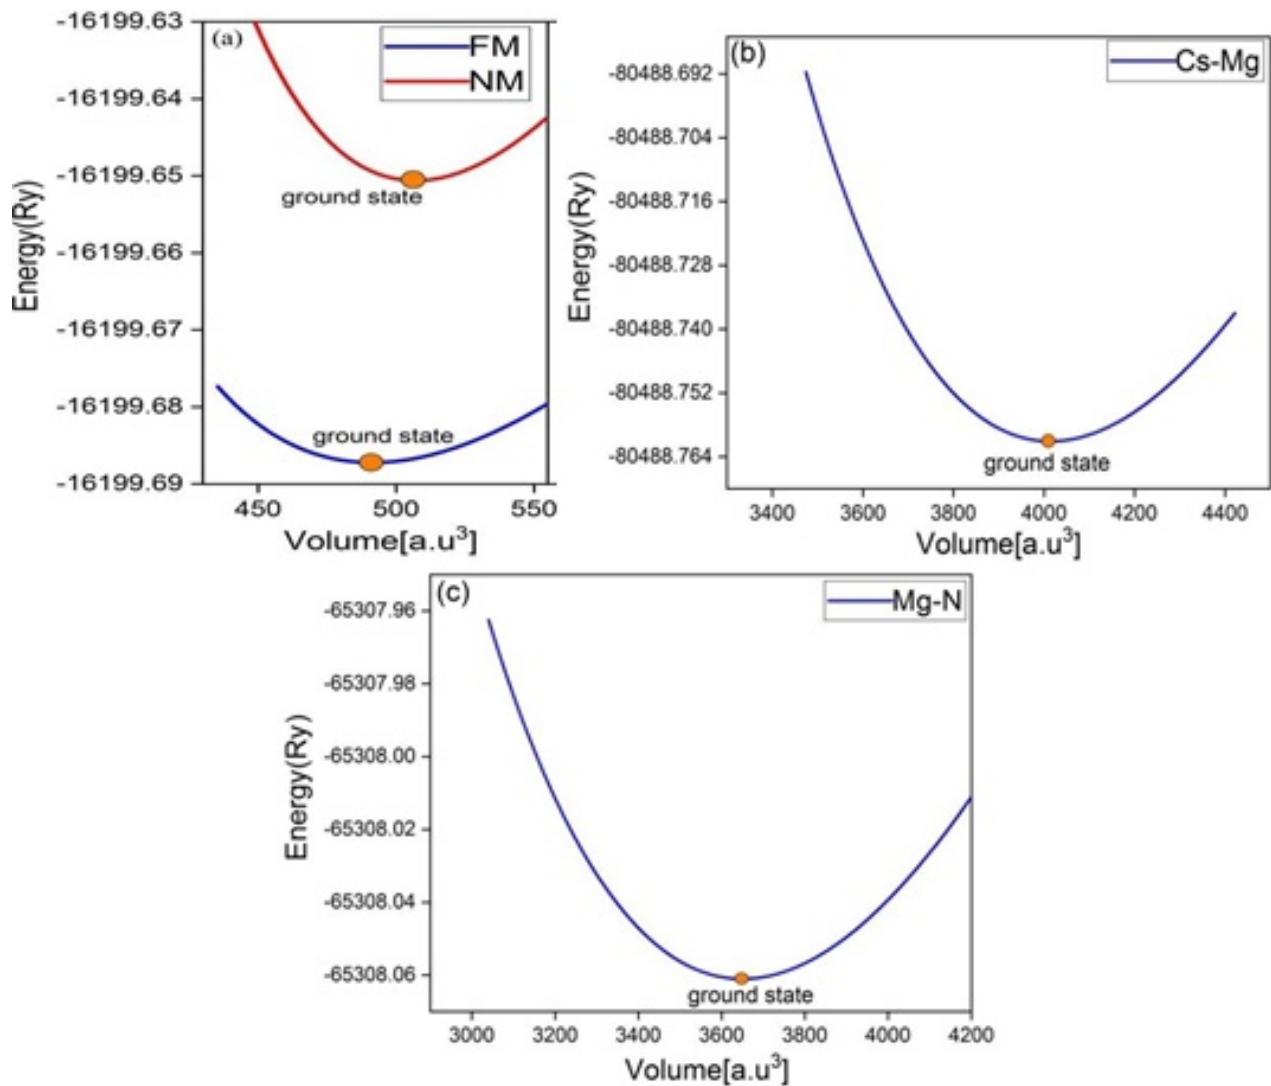 (a)
FM
NM
Energy(Ry)
-16199.63
-16199.64
-16199.65
-16199.66
-16199.67
-16199.68
-16199.69
ground state
ground state
450 500 550
Volume[a.u³]
(b)
Cs-Mg
Energy(Ry)
-80488.692
-80488.704
-80488.716
-80488.728
-80488.740
-80488.752
-80488.764
ground state
3400 3600 3800 4000 4200 4400
Volume[a.u³]
(c)
Mg-N
Energy(Ry)
-65307.96
-65307.98
-65308.00
-65308.02
-65308.04
-65308.06
ground state
3000 3200 3400 3600 3800 4000 4200
Volume[a.u³]